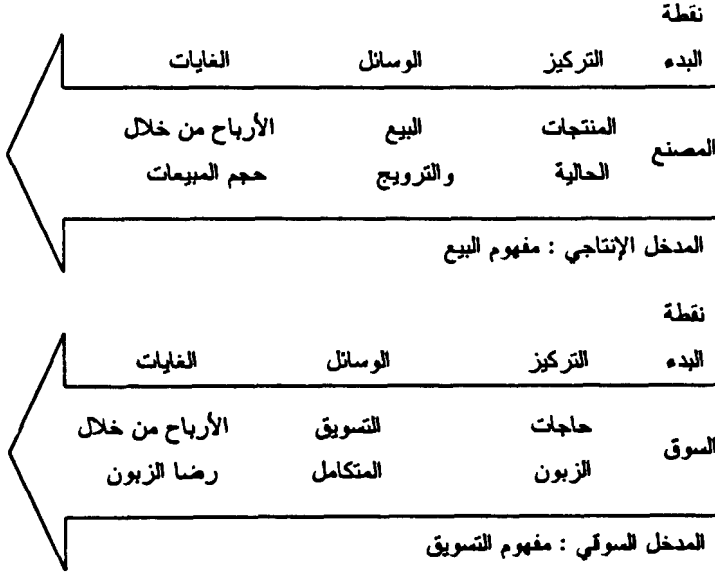 نقطة
البدء التركيز الوسائل الغايات
المنتجات البيع الأرباح من خلال
المصنع
الحالية والترويج حجم المبيعات
المدخل الإنتاجي : مفهوم البيع
نقطة
البدء التركيز الوسائل الغايات
حاجات التسويق الأرباح من خلال
السوق
الزبون المتكامل رضا الزبون
المدخل السوقي : مفهوم التسويق